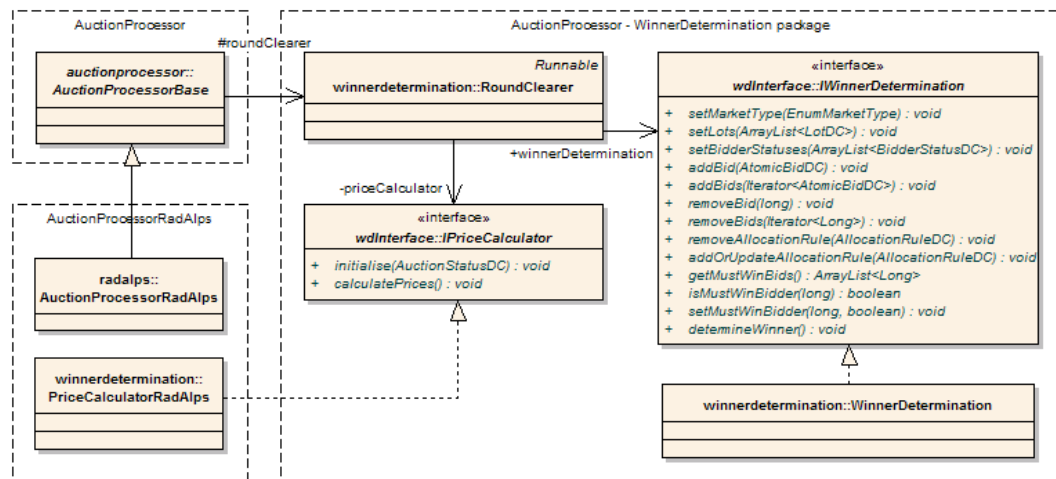 AuctionProcessor
auctionprocessor::
AuctionProcessorBase
#roundClearer
AuctionProcessor - WinnerDetermination package
Runnable
winnerdetermination::RoundClearer
+winnerDetermination
-priceCalculator
«interface»
wdInterface::IWinnerDetermination
+ setMarketType(EnumMarketType) : void
+ setLots(ArrayList<LotDC>) : void
+ setBidderStatuses(ArrayList<BidderStatusDC>) : void
+ addBid(AtomicBidDC) : void
+ addBids(Iterator<AtomicBidDC>) : void
+ removeBid(long) : void
+ removeBids(Iterator<Long>) : void
+ removeAllocationRule(AllocationRuleDC) : void
+ addOrUpdateAllocationRule(AllocationRuleDC) : void
+ getMustWinBids() : ArrayList<Long>
+ isMustWinBidder(long) : boolean
+ setMustWinBidder(long, boolean) : void
+ determineWinner() : void
«interface»
wdInterface::IPriceCalculator
+ initialise(AuctionStatusDC) : void
+ calculatePrices() : void
AuctionProcessorRadAlps
radalps::
AuctionProcessorRadAlps
winnerdetermination::
PriceCalculatorRadAlps
winnerdetermination::WinnerDetermination